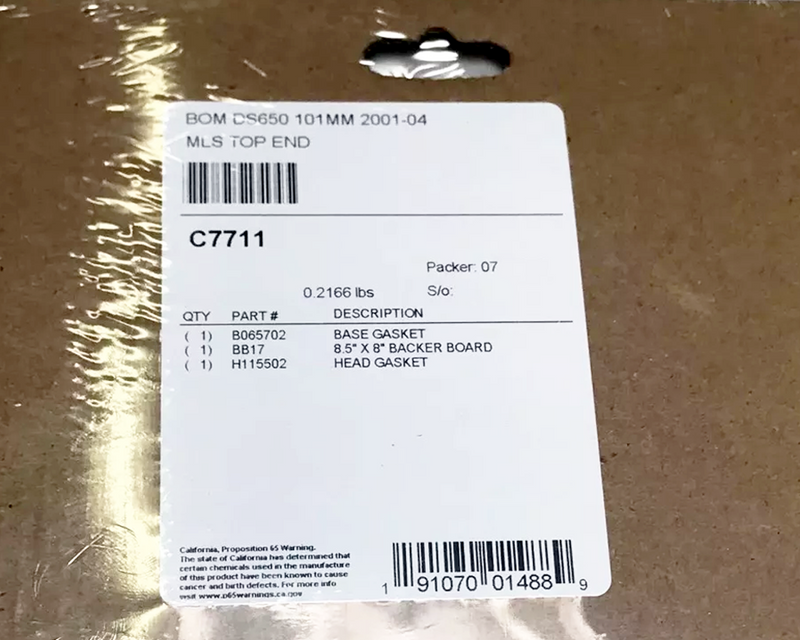 BOM DS650 101MM 2001-04
MLS TOP END
C7711
Packer: 07
0.2166 lbs S/o:
QTY PART # DESCRIPTION
( 1) B065702 BASE GASKET
( 1) BB17 8.5" X 8" BACKER BOARD
( 1) H115502 HEAD GASKET
California, Proposition 65 Warning.
The state of California has determined that
certain chemicals used in the manufacture
of this product have been known to cause
cancer and birth defects. For more info
visit www.p65warnings.ca.gov
1 91070 01488 9